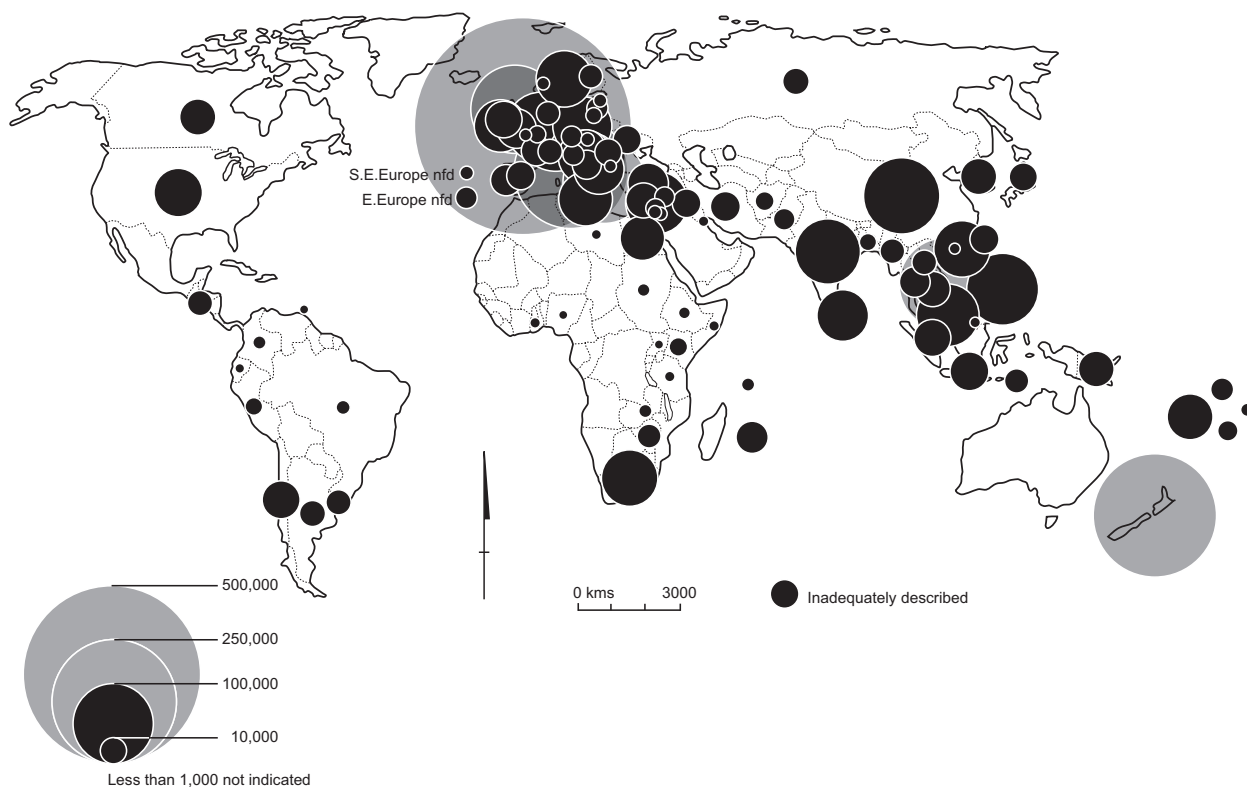 S.E.Europe nfd
E.Europe nfd
500,000
250,000
100,000
10,000
Less than 1,000 not indicated
0 kms 3000
Inadequately described